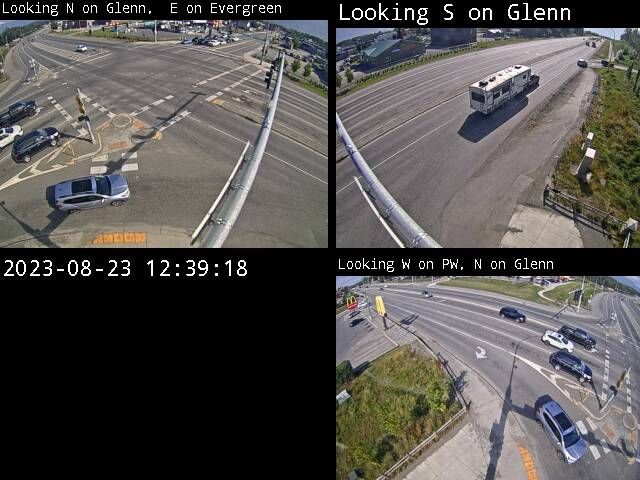 Looking N on Glenn,  E on Evergreen
Looking S on Glenn
2023-08-23 12:39:18
Looking W on PW, N on Glenn